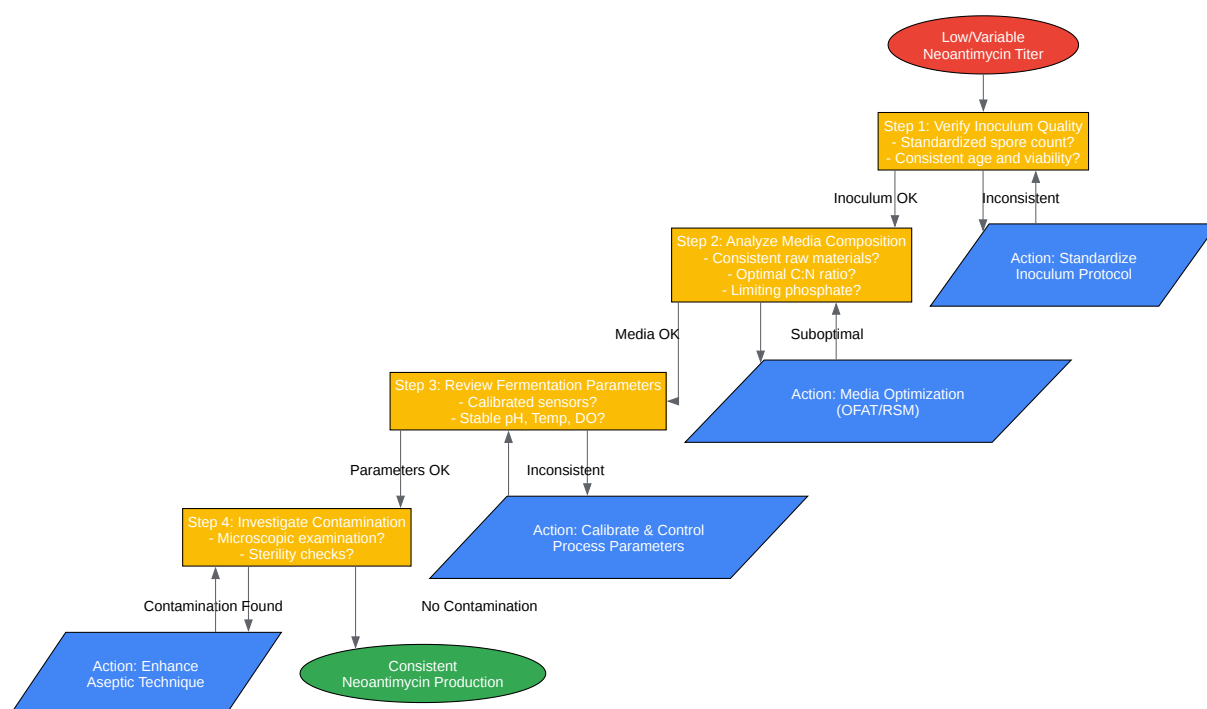 Low/Variable
Neoantimycin Titer
Step 1: Verify Inoculum Quality
- Standardized spore count?
- Consistent age and viability?
Inoculum OK
Inconsistent
Step 2: Analyze Media Composition
- Consistent raw materials?
- Optimal C:N ratio?
- Limiting phosphate?
Action: Standardize
Inoculum Protocol
Media OK
Suboptimal
Step 3: Review Fermentation Parameters
- Calibrated sensors?
- Stable pH, Temp, DO?
Action: Media Optimization
(OFAT/RSM)
Parameters OK
Inconsistent
Step 4: Investigate Contamination
- Microscopic examination?
- Sterility checks?
Action: Calibrate & Control
Process Parameters
Contamination Found
No Contamination
Action: Enhance
Aseptic Technique
Consistent
Neoantimycin Production